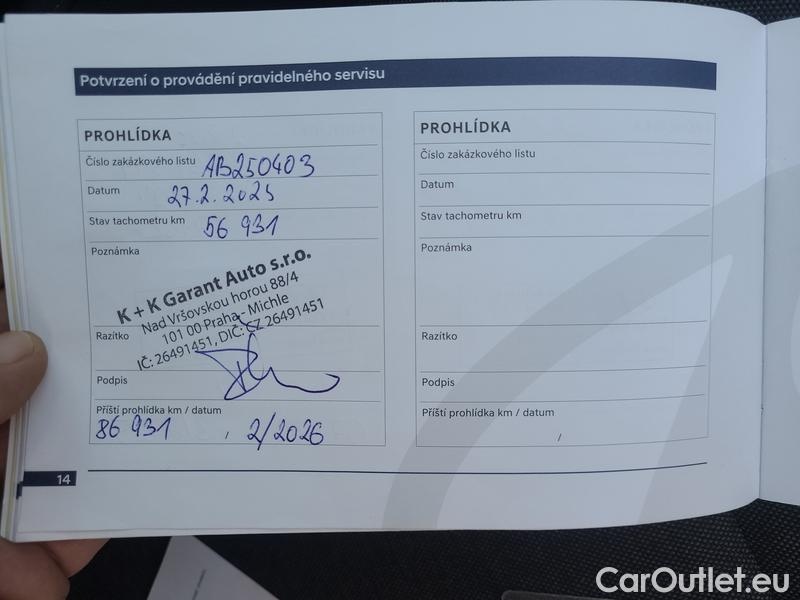 Potvrzení o provádění pravidelného servisu
PROHLÍDKA
Číslo zakázkového listu AB250403
Datum 27.2.2025
Stav tachometru km 56 931
Poznámka
K + K Garant Auto s.r.o.
Nad Vršovskou horou 88/4
101 00 Praha - Michle
IČ: 26491451, DIČ: CZ 26491451
Razítko
Podpis
Příští prohlídka km / datum
86 931 / 2/2026
PROHLÍDKA
Číslo zakázkového listu
Datum
Stav tachometru km
Poznámka
Razítko
Podpis
Příští prohlídka km / datum
/
14
CarOutlet.eu